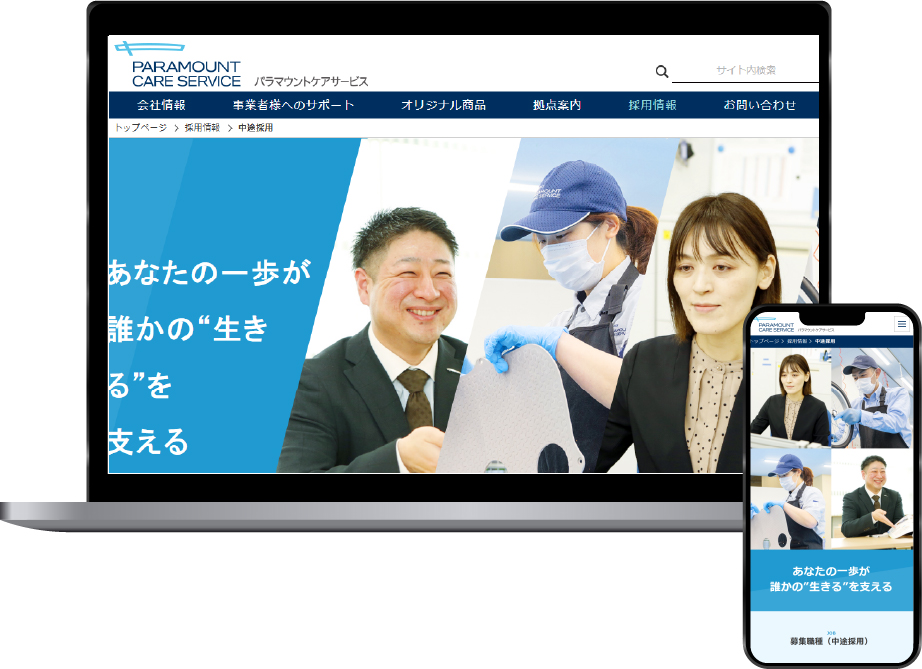 PARAMOUNT
CARE SERVICE パラマウントケアサービス
サイト内検索
会社情報 事業者様へのサポート オリジナル商品 拠点案内 採用情報 お問い合わせ
トップページ > 採用情報 > 中途採用
あなたの一歩が
誰かの“生き
る”を
支える
PARAMOUNT
CARE SERVICE
PARAMOUNT
CARE SERVICE パラマウントケアサービス
トップページ > 採用情報 > 中途採用
あなたの一歩が
誰かの“生きる”を支える
募集職種（中途採用）